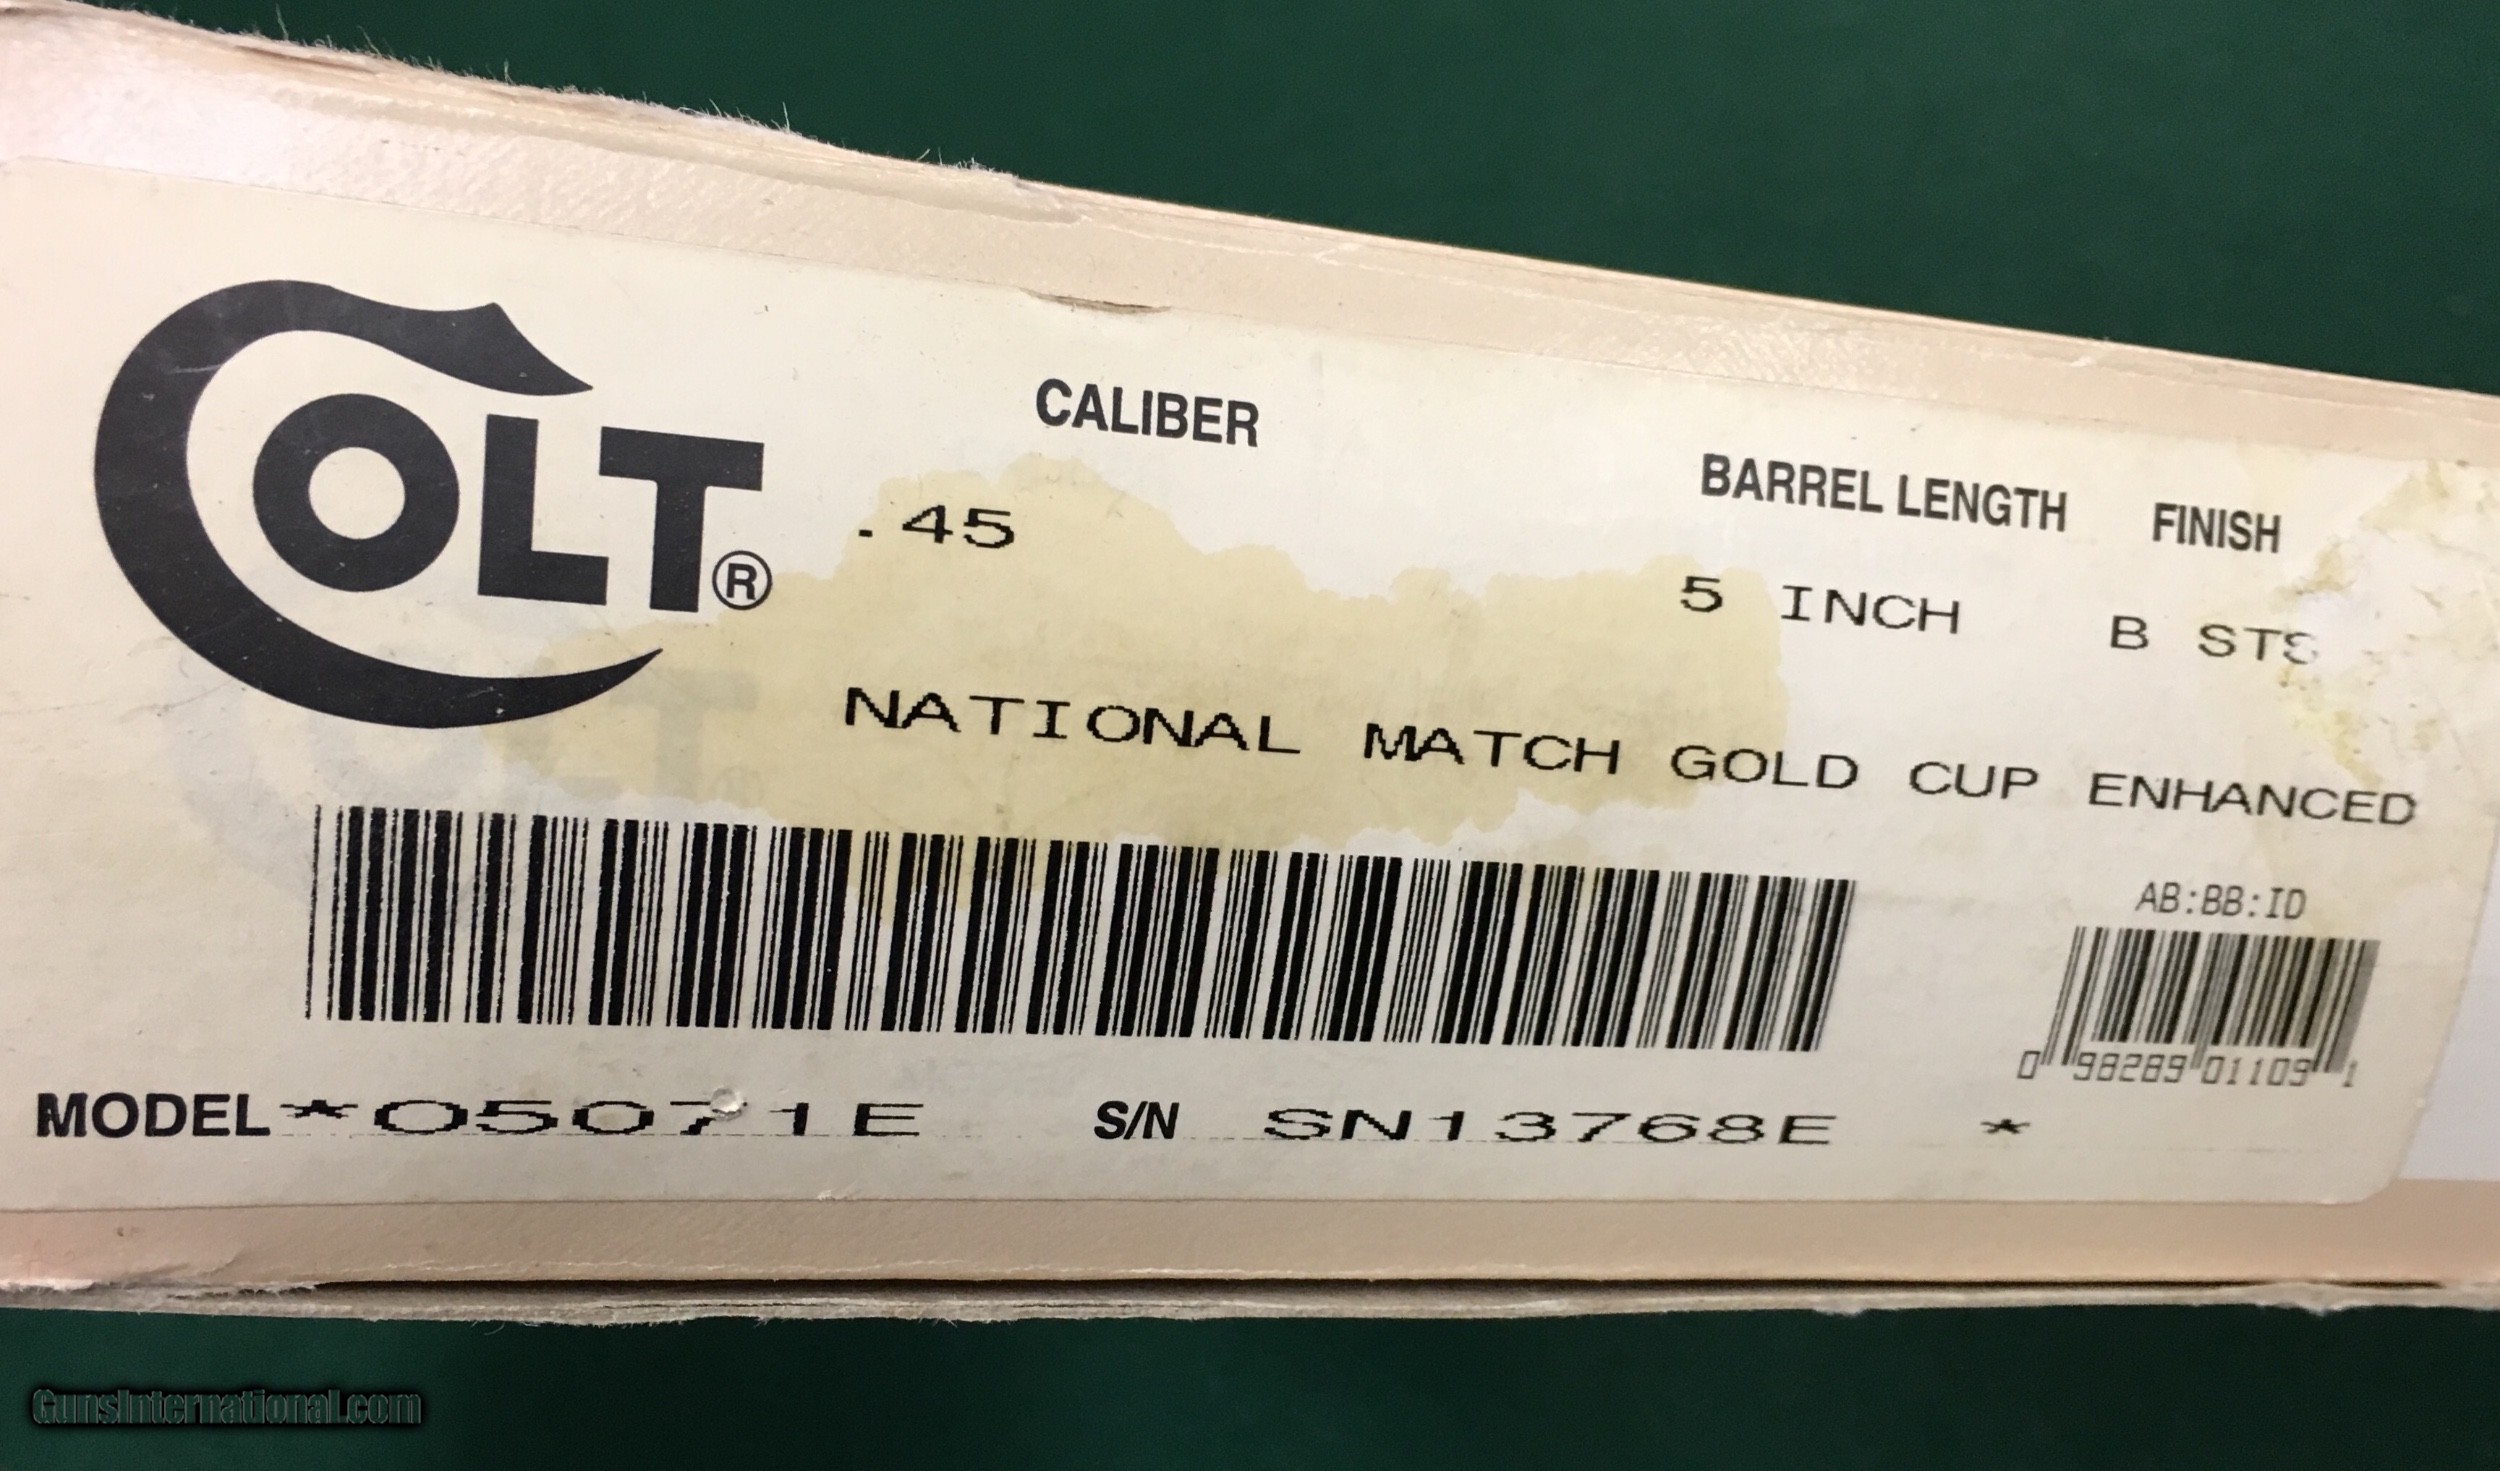 COLT®
CALIBER BARREL LENGTH FINISH
.45 5 INCH B STS
NATIONAL MATCH GOLD CUP ENHANCED
AB:BB:ID
0 98289 01109 1
MODEL *05071E S/N SN13768E *
GunsInternational.com